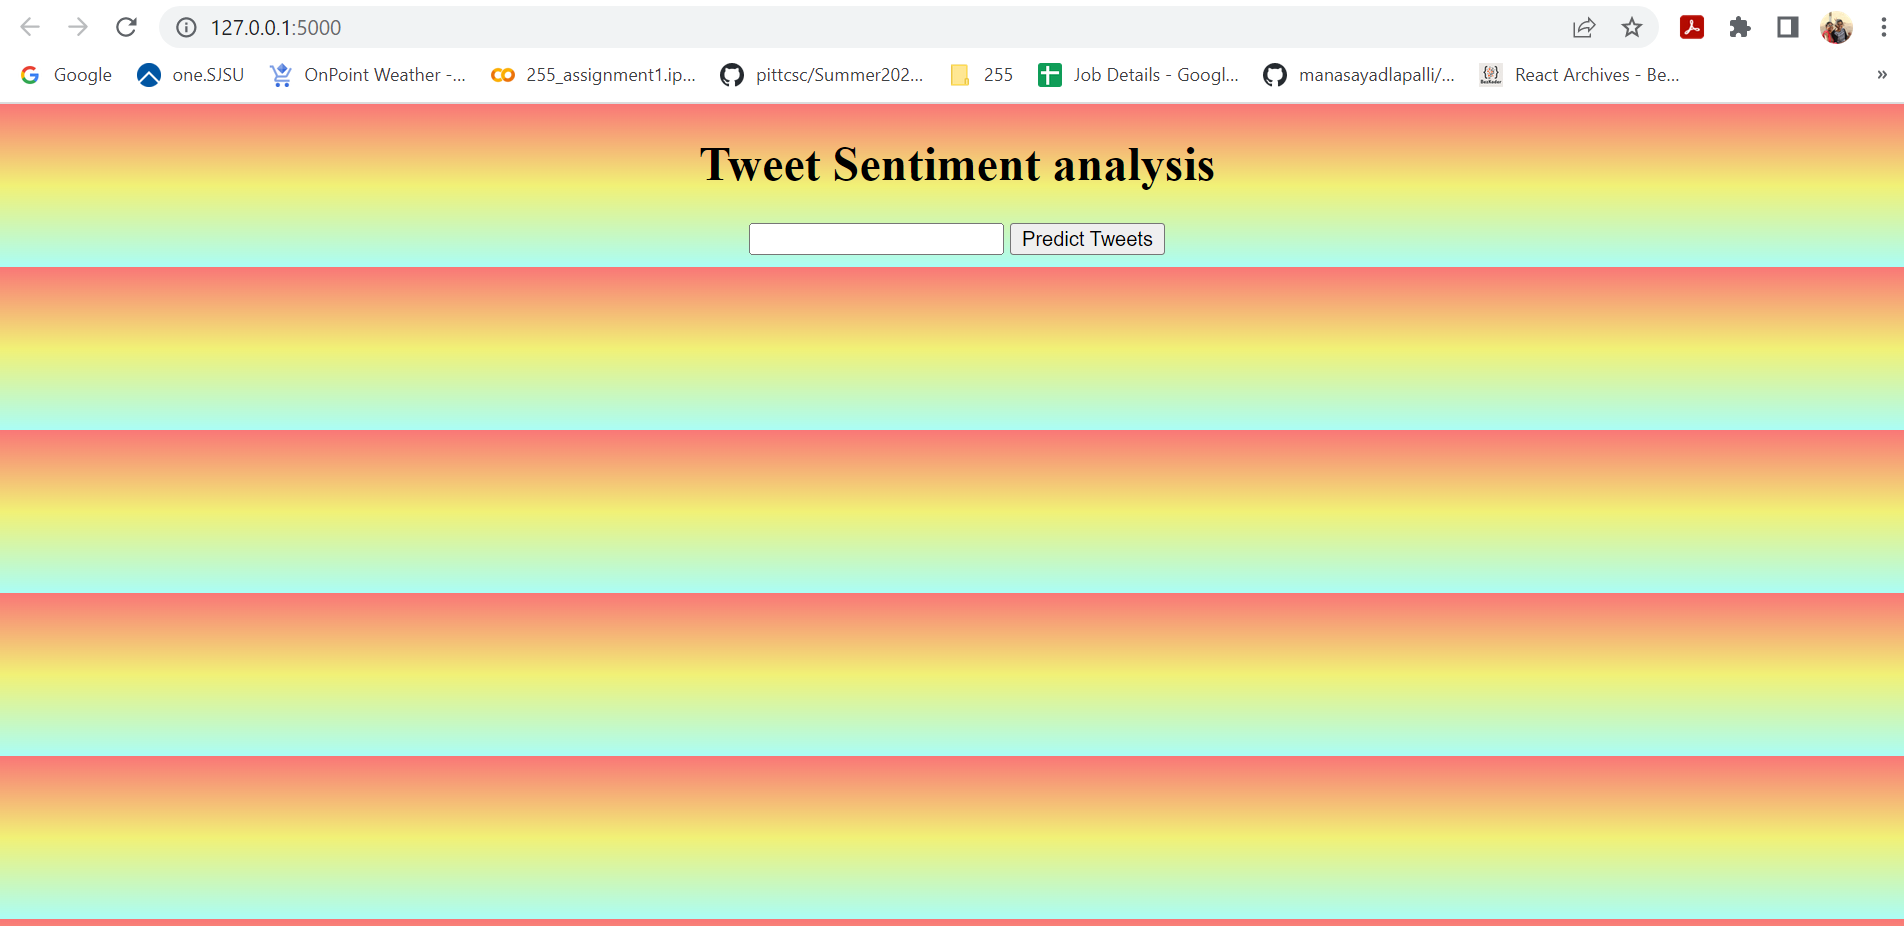 127.0.0.1:5000
Google one.SJSU OnPoint Weather -... 255_assignment1.ip... pittcsc/Summer202... 255 Job Details - Googl... manasayadlapalli/... React Archives - Be... »
Tweet Sentiment analysis
Predict Tweets